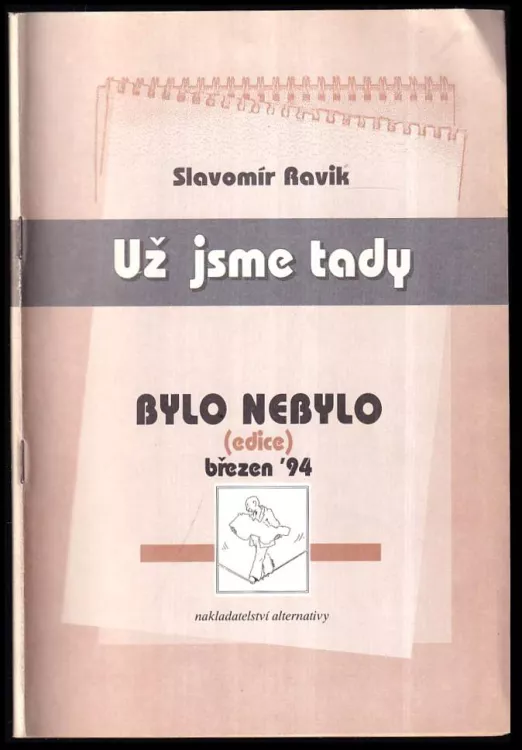 Slavomír Ravik
Už jsme tady
BYLO NEBYLO
(edice)
březen '94
nakladatelství alternativy